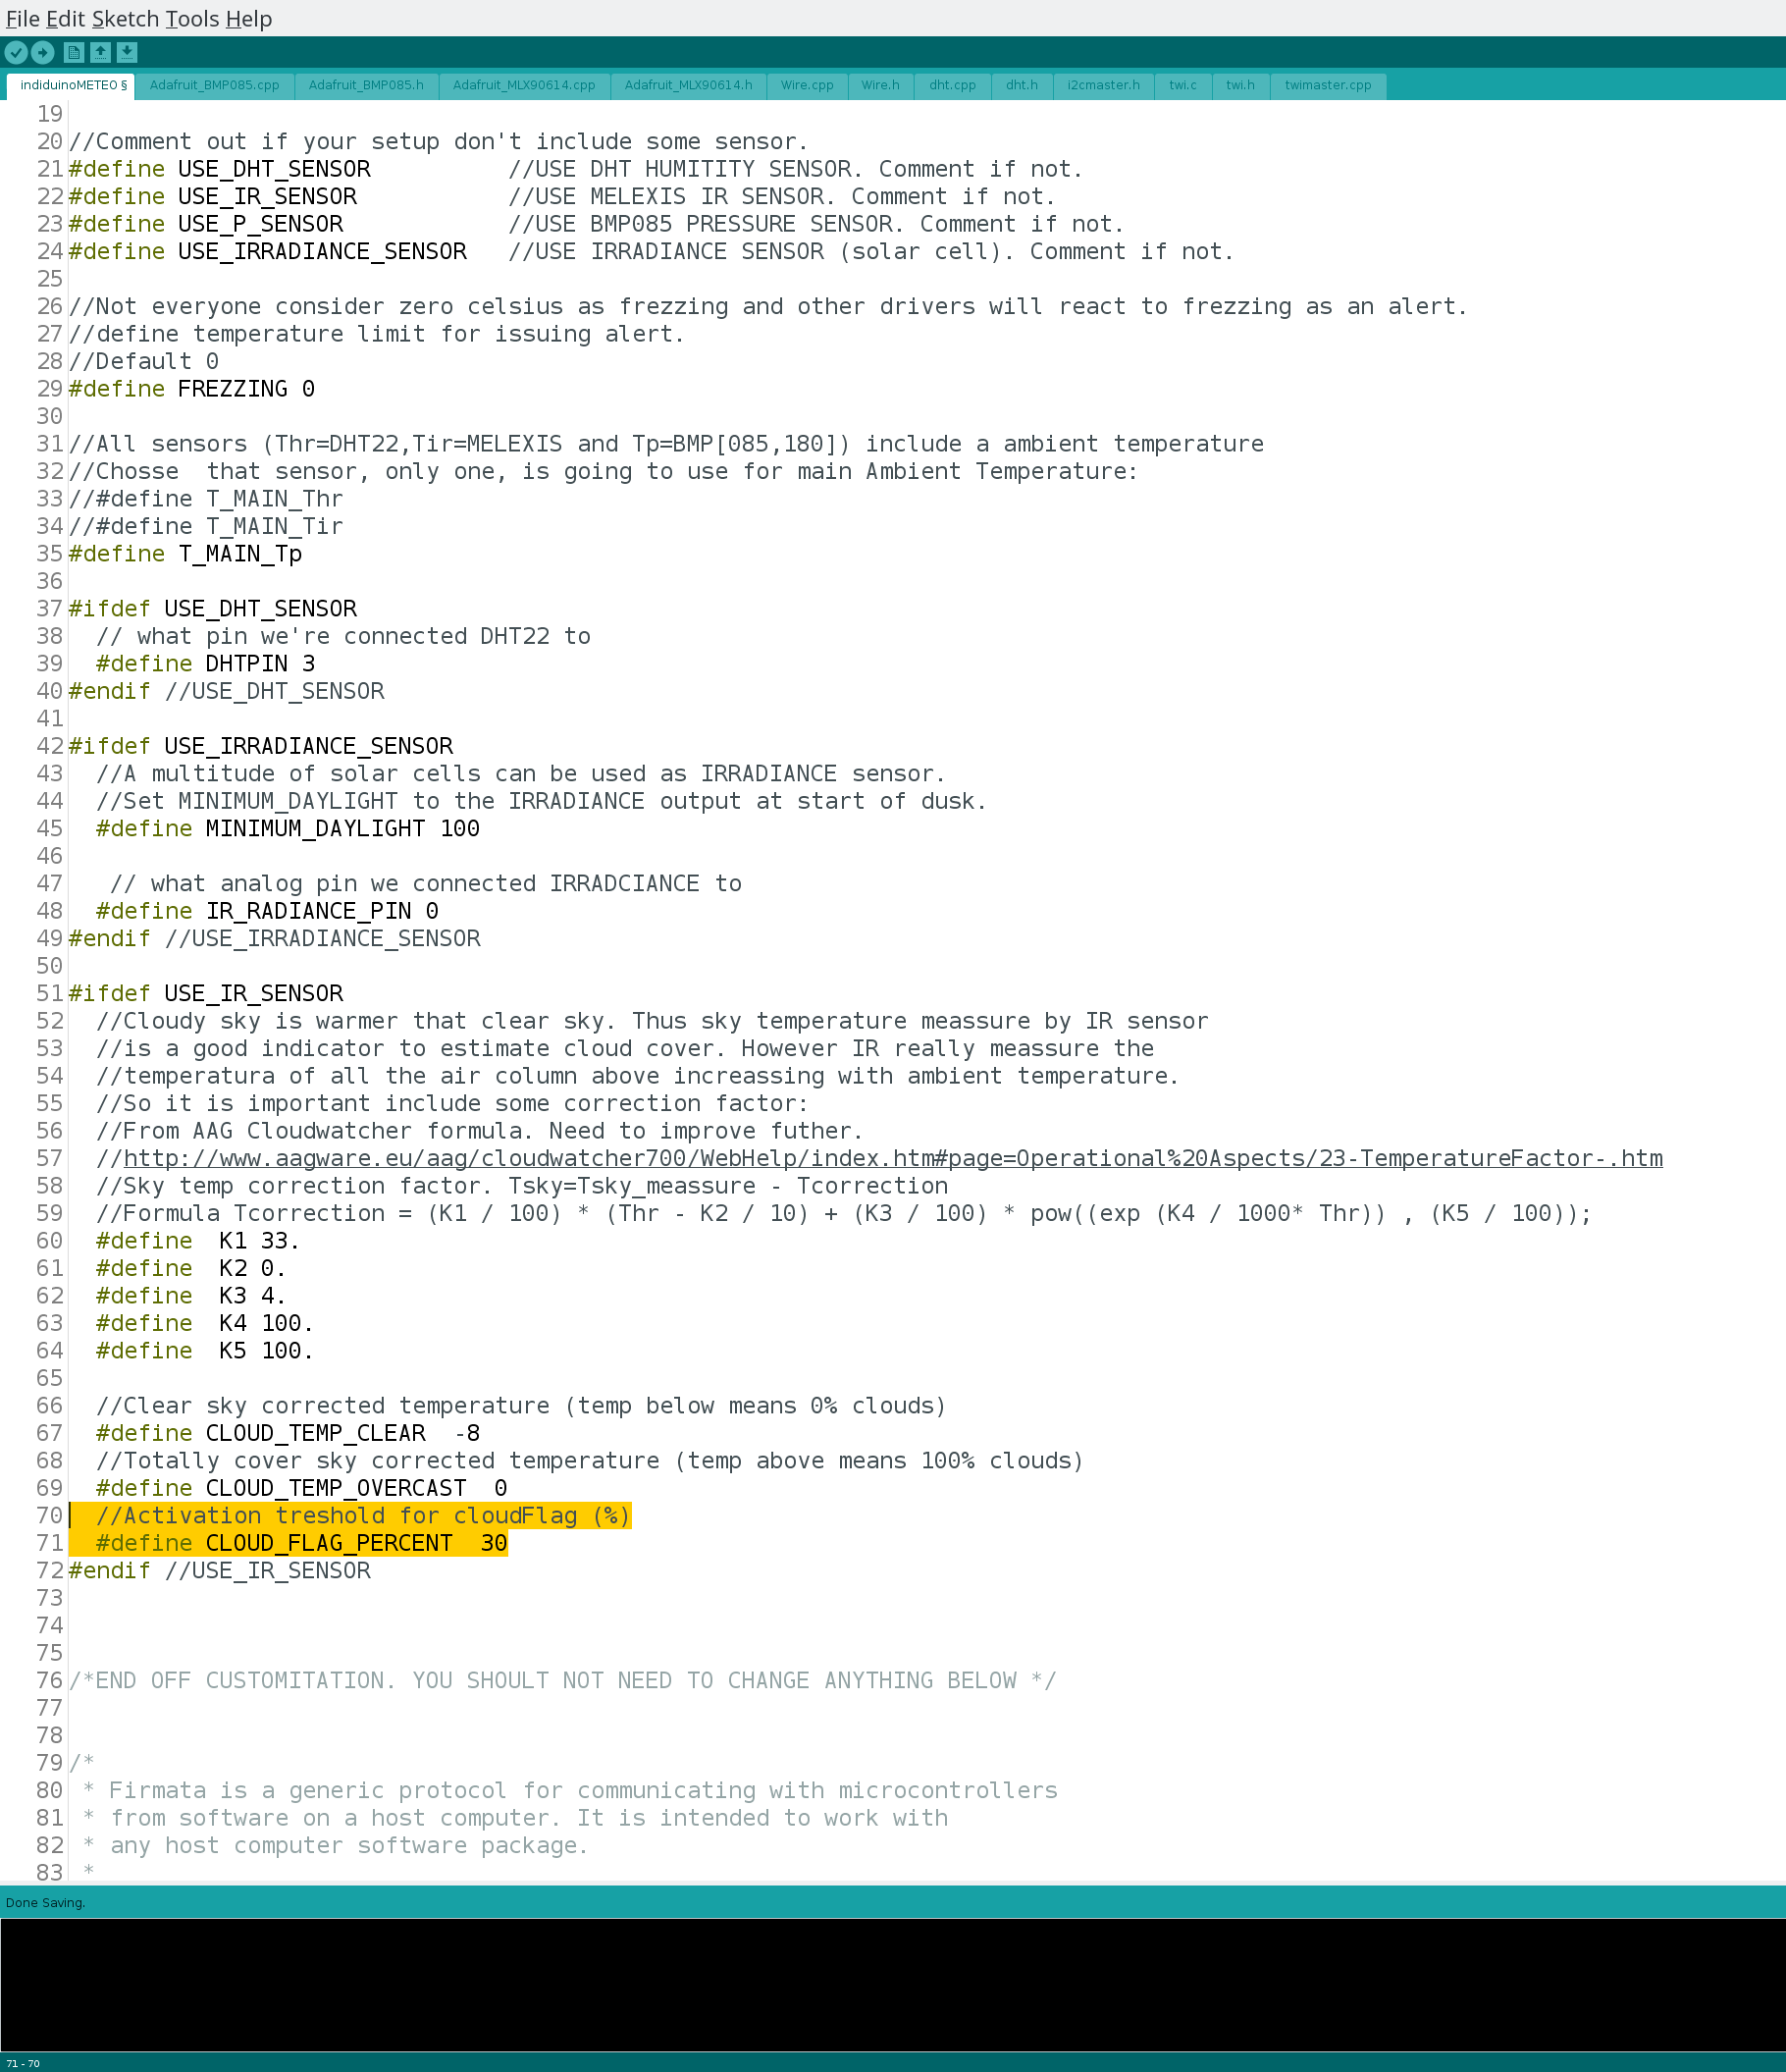 File Edit Sketch Tools Help
indiduinoMETEO § Adafruit_BMP085.cpp Adafruit_BMP085.h Adafruit_MLX90614.cpp Adafruit_MLX90614.h Wire.cpp Wire.h dht.cpp dht.h i2cmaster.h twi.c twi.h twimaster.cpp
19
20 //Comment out if your setup don't include some sensor.
21 #define USE_DHT_SENSOR          //USE DHT HUMITITY SENSOR. Comment if not.
22 #define USE_IR_SENSOR           //USE MELEXIS IR SENSOR. Comment if not.
23 #define USE_P_SENSOR            //USE BMP085 PRESSURE SENSOR. Comment if not.
24 #define USE_IRRADIANCE_SENSOR   //USE IRRADIANCE SENSOR (solar cell). Comment if not.
25
26 //Not everyone consider zero celsius as frezzing and other drivers will react to frezzing as an alert.
27 //define temperature limit for issuing alert.
28 //Default 0
29 #define FREZZING 0
30
31 //All sensors (Thr=DHT22,Tir=MELEXIS and Tp=BMP[085,180]) include a ambient temperature
32 //Chosse  that sensor, only one, is going to use for main Ambient Temperature:
33 //#define T_MAIN_Thr
34 //#define T_MAIN_Tir
35 #define T_MAIN_Tp
36
37 #ifdef USE_DHT_SENSOR
38   // what pin we're connected DHT22 to
39   #define DHTPIN 3
40 #endif //USE_DHT_SENSOR
41
42 #ifdef USE_IRRADIANCE_SENSOR
43   //A multitude of solar cells can be used as IRRADIANCE sensor.
44   //Set MINIMUM_DAYLIGHT to the IRRADIANCE output at start of dusk.
45   #define MINIMUM_DAYLIGHT 100
46
47    // what analog pin we connected IRRADCIANCE to
48   #define IR_RADIANCE_PIN 0
49 #endif //USE_IRRADIANCE_SENSOR
50
51 #ifdef USE_IR_SENSOR
52   //Cloudy sky is warmer that clear sky. Thus sky temperature meassure by IR sensor
53   //is a good indicator to estimate cloud cover. However IR really meassure the
54   //temperatura of all the air column above increassing with ambient temperature.
55   //So it is important include some correction factor:
56   //From AAG Cloudwatcher formula. Need to improve futher.
57   //http://www.aagware.eu/aag/cloudwatcher700/WebHelp/index.htm#page=Operational%20Aspects/23-TemperatureFactor-.htm
58   //Sky temp correction factor. Tsky=Tsky_meassure - Tcorrection
59   //Formula Tcorrection = (K1 / 100) * (Thr - K2 / 10) + (K3 / 100) * pow((exp (K4 / 1000* Thr)) , (K5 / 100));
60   #define  K1 33.
61   #define  K2 0.
62   #define  K3 4.
63   #define  K4 100.
64   #define  K5 100.
65
66   //Clear sky corrected temperature (temp below means 0% clouds)
67   #define CLOUD_TEMP_CLEAR  -8
68   //Totally cover sky corrected temperature (temp above means 100% clouds)
69   #define CLOUD_TEMP_OVERCAST  0
70   //Activation treshold for cloudFlag (%)
71   #define CLOUD_FLAG_PERCENT  30
72 #endif //USE_IR_SENSOR
73
74
75
76 /*END OFF CUSTOMITATION. YOU SHOULT NOT NEED TO CHANGE ANYTHING BELOW */
77
78
79 /*
80  * Firmata is a generic protocol for communicating with microcontrollers
81  * from software on a host computer. It is intended to work with
82  * any host computer software package.
83  *
Done Saving.
71 - 70